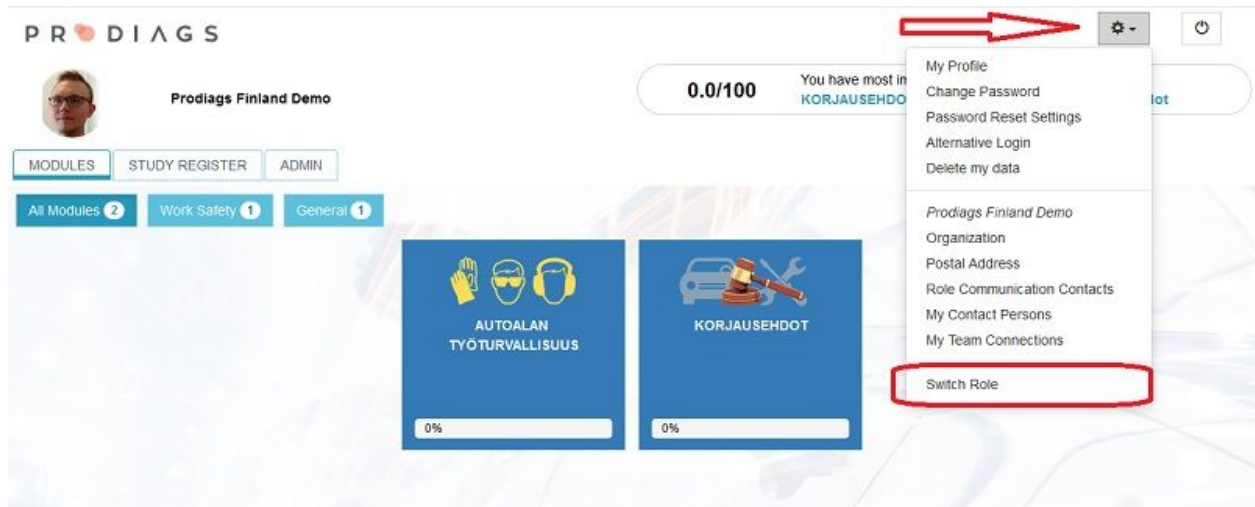 PRODIAGS
Prodiags Finland Demo
0.0/100
You have most
KORJAUSEHDO
lot
My Profile
Change Password
Password Reset Settings
Alternative Login
Delete my data
Prodiags Finland Demo
Organization
Postal Address
Role Communication Contacts
My Contact Persons
My Team Connections
Switch Role
MODULES STUDY REGISTER ADMIN
All Modules 2 Work Safety 1 General 1
AUTOALAN
TYÖTURVALLISUUS
0%
KORJAUSEHDOT
0%